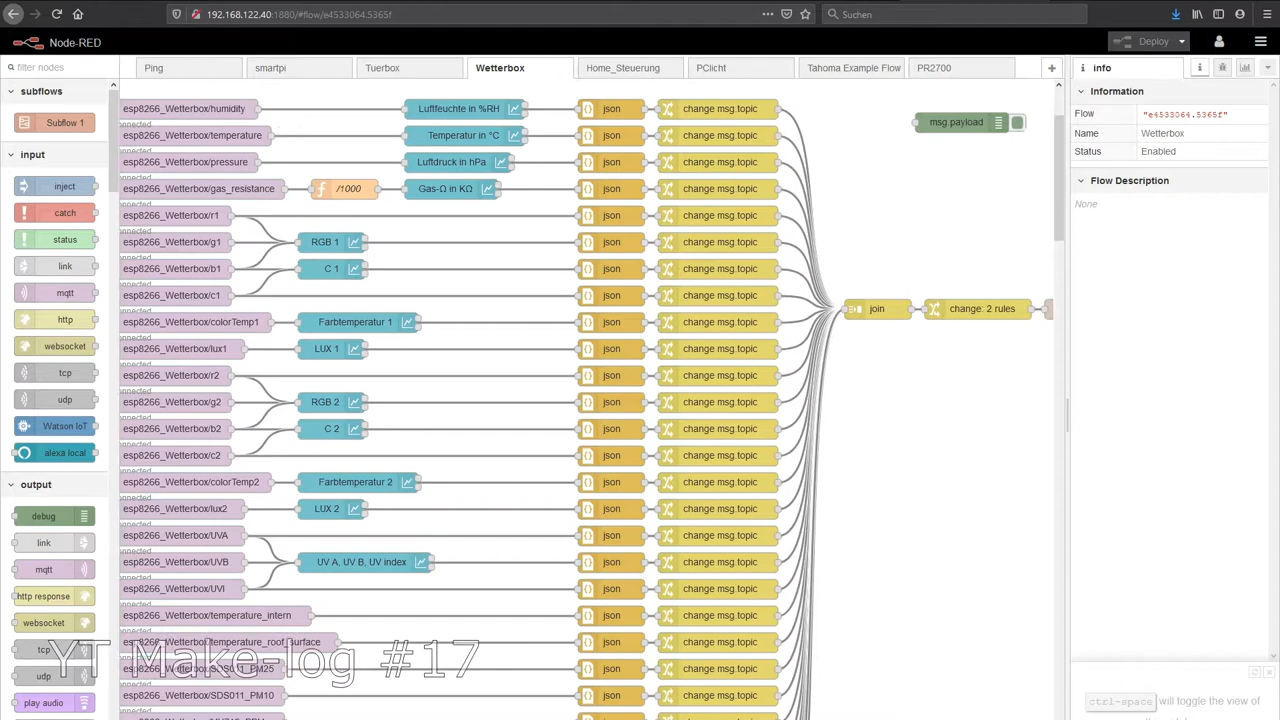 192.168.122.40:1880/#flow/e4533064.5365f
Suchen
Node-RED
Deploy
filter nodes
Ping
smartpi
Tuerbox
Wetterbox
Home_Steuerung
PClicht
Tahoma Example Flow
PR2700
info
subflows
Subflow 1
input
inject
catch
status
link
mqtt
http
websocket
tcp
udp
Watson IoT
alexa local
output
debug
link
mqtt
http response
websocket
tcp
udp
play audio
esp8266_Wetterbox/humidity
Luftfeuchte in %RH
json
change msg.topic
esp8266_Wetterbox/temperature
Temperatur in °C
json
change msg.topic
esp8266_Wetterbox/pressure
Luftdruck in hPa
json
change msg.topic
esp8266_Wetterbox/gas_resistance
/1000
Gas-Ω in KΩ
json
change msg.topic
esp8266_Wetterbox/r1
json
change msg.topic
esp8266_Wetterbox/g1
RGB 1
json
change msg.topic
esp8266_Wetterbox/b1
C 1
json
change msg.topic
esp8266_Wetterbox/c1
json
change msg.topic
esp8266_Wetterbox/colorTemp1
Farbtemperatur 1
json
change msg.topic
esp8266_Wetterbox/lux1
LUX 1
json
change msg.topic
esp8266_Wetterbox/r2
json
change msg.topic
esp8266_Wetterbox/g2
RGB 2
json
change msg.topic
esp8266_Wetterbox/b2
C 2
json
change msg.topic
esp8266_Wetterbox/c2
json
change msg.topic
esp8266_Wetterbox/colorTemp2
Farbtemperatur 2
json
change msg.topic
esp8266_Wetterbox/lux2
LUX 2
json
change msg.topic
esp8266_Wetterbox/UVA
json
change msg.topic
esp8266_Wetterbox/UVB
UV A, UV B, UV index
json
change msg.topic
esp8266_Wetterbox/UVI
json
change msg.topic
esp8266_Wetterbox/temperature_intern
json
change msg.topic
esp8266_Wetterbox/temperature_roof_surface
json
change msg.topic
esp8266_Wetterbox/SDS011_PM25
json
change msg.topic
esp8266_Wetterbox/SDS011_PM10
json
change msg.topic
msg.payload
join
change: 2 rules
Information
Flow
"e4533064.5365f"
Name
Wetterbox
Status
Enabled
Flow Description
None
ctrl-space will toggle the view of
YT Make-log #17